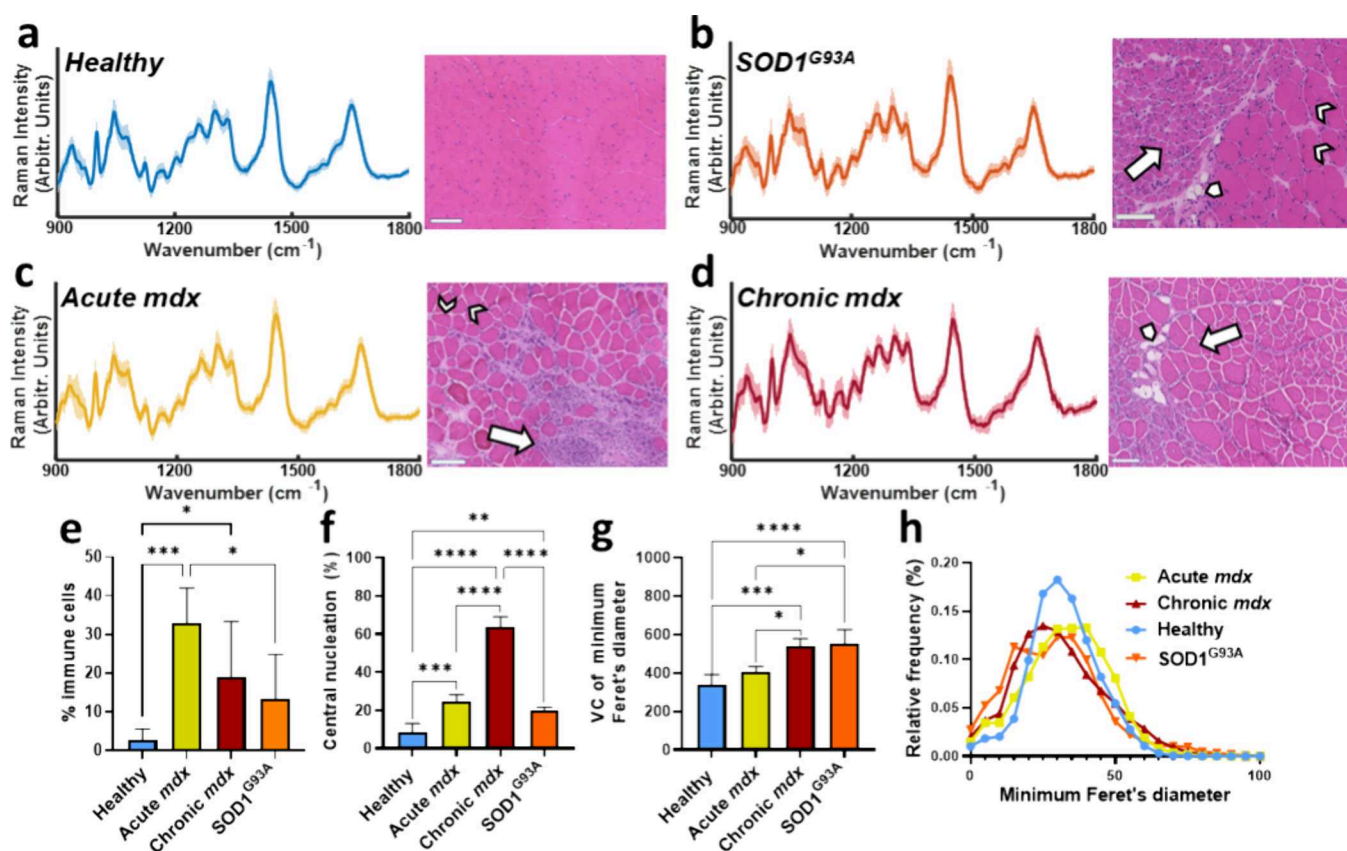 a
Healthy
Raman Intensity
(Arbitr. Units)
900
1200
1500
1800
Wavenumber (cm⁻¹)
b
SOD1ᴳ⁹³ᴬ
Raman Intensity
(Arbitr. Units)
900
1200
1500
1800
Wavenumber (cm⁻¹)
c
Acute mdx
Raman Intensity
(Arbitr. Units)
900
1200
1500
1800
Wavenumber (cm⁻¹)
d
Chronic mdx
Raman Intensity
(Arbitr. Units)
900
1200
1500
1800
Wavenumber (cm⁻¹)
e
% immune cells
50
40
30
20
10
0
*
***
*
Healthy
Acute mdx
Chronic mdx
SOD1ᴳ⁹³ᴬ
f
Central nucleation (%)
100
80
60
40
20
0
**
****
****
****
***
Healthy
Acute mdx
Chronic mdx
SOD1ᴳ⁹³ᴬ
g
VC of minimum
Feret's diameter
1000
800
600
400
200
0
****
*
***
*
Healthy
Acute mdx
Chronic mdx
SOD1ᴳ⁹³ᴬ
h
Relative frequency (%)
0.20
0.15
0.10
0.05
0.00
0
50
100
Minimum Feret's diameter
Acute mdx
Chronic mdx
Healthy
SOD1ᴳ⁹³ᴬ